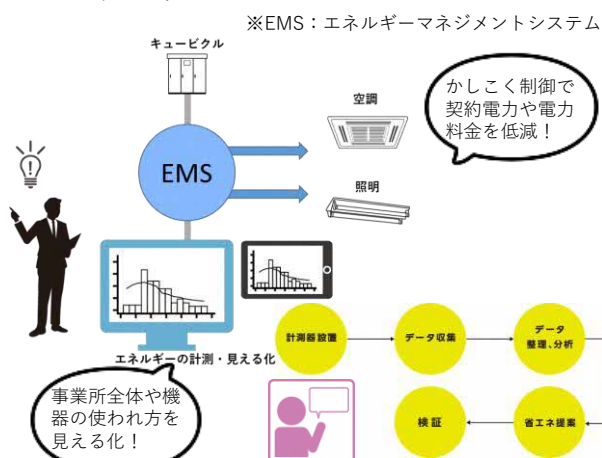 ※EMS：エネルギーマネジメントシステム
キュービクル
空調
かしこく制御で
契約電力や電力
料金を低減！
EMS
照明
エネルギーの計測・見える化
事業所全体や機
器の使われ方を
見える化！
計測器設置
データ収集
データ
整理、分析
検証
省エネ提案